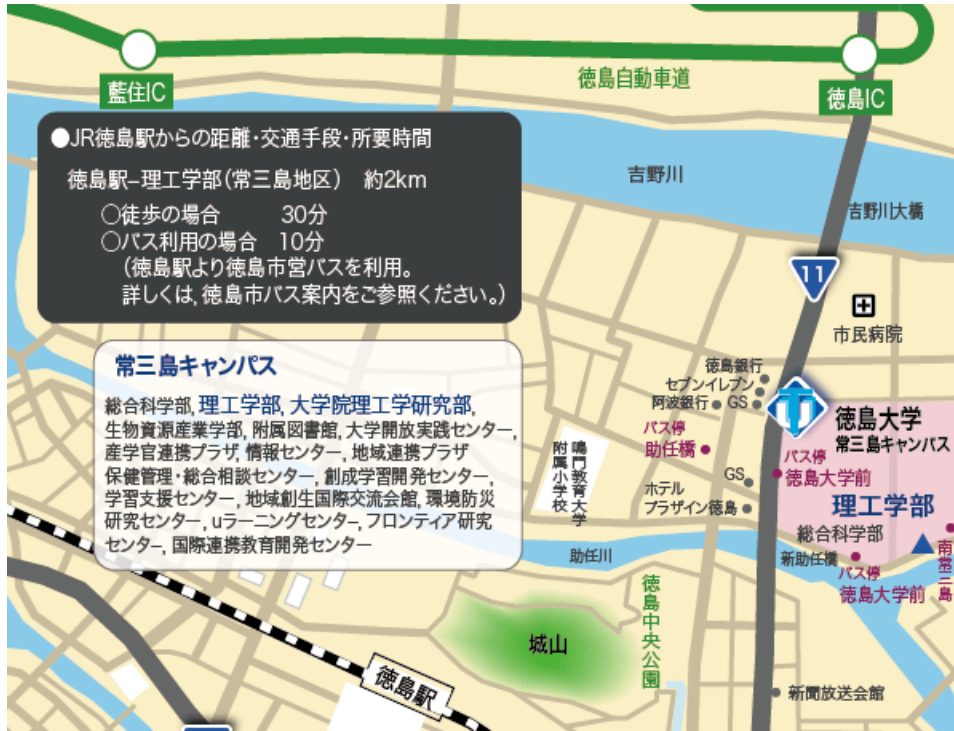 藍住IC
徳島自動車道
徳島IC
●JR徳島駅からの距離・交通手段・所要時間
徳島駅−理工学部(常三島地区) 約2km
○徒歩の場合 30分
○バス利用の場合 10分
(徳島駅より徳島市営バスを利用。
詳しくは,徳島市バス案内をご参照ください。)
吉野川
吉野川大橋
11
市民病院
常三島キャンパス
総合科学部, 理工学部, 大学院理工学研究部,
生物資源産業学部, 附属図書館, 大学開放実践センター,
産学官連携プラザ, 情報センター, 地域連携プラザ
保健管理・総合相談センター, 創成学習開発センター,
学習支援センター, 地域創生国際交流会館, 環境防災
研究センター, uラーニングセンター, フロンティア研究
センター, 国際連携教育開発センター
徳島銀行
セブンイレブン
阿波銀行
GS
バス停
助任橋
徳島大学
常三島キャンパス
バス停
徳島大学前
鳴門教育大学
附属小学校
GS
ホテル
プラザイン徳島
理工学部
総合科学部
助任川
新助任橋
バス停
徳島大学前
南常三島
徳島中央公園
城山
徳島駅
新聞放送会館